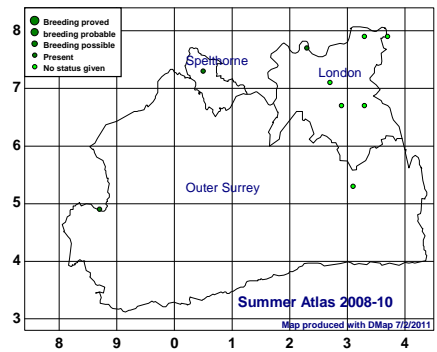 Breeding proved
breeding probable
Breeding possible
Present
No status given
8
7
6
5
4
3
Spelthorne
London
Outer Surrey
Summer Atlas 2008-10
Map produced with DMap 7/2/2011
8 9 0 1 2 3 4